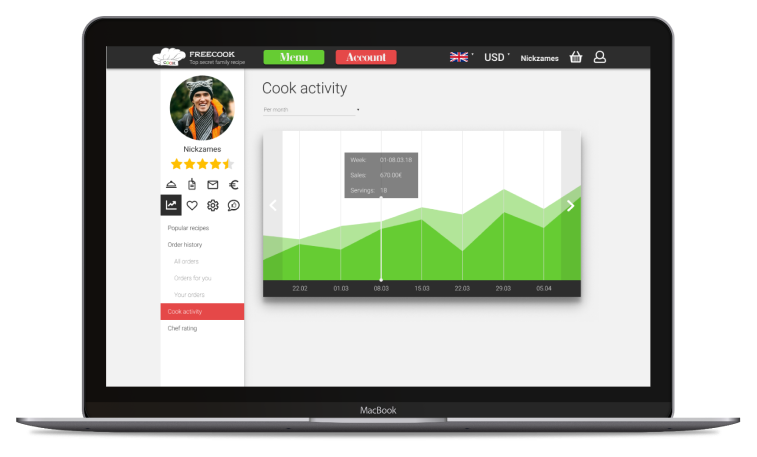 FREECOOK
Top secret family recipe
COOK
Menu
Account
USD
Nickzames
Nickzames
Popular recipes
Order history
All orders
Orders for you
Your orders
Cook activity
Chef rating
Cook activity
Per month
Week: 01-08.03.18
Sales: 670.00€
Servings: 18
22.02 01.03 08.03 15.03 22.03 29.03 05.04
MacBook